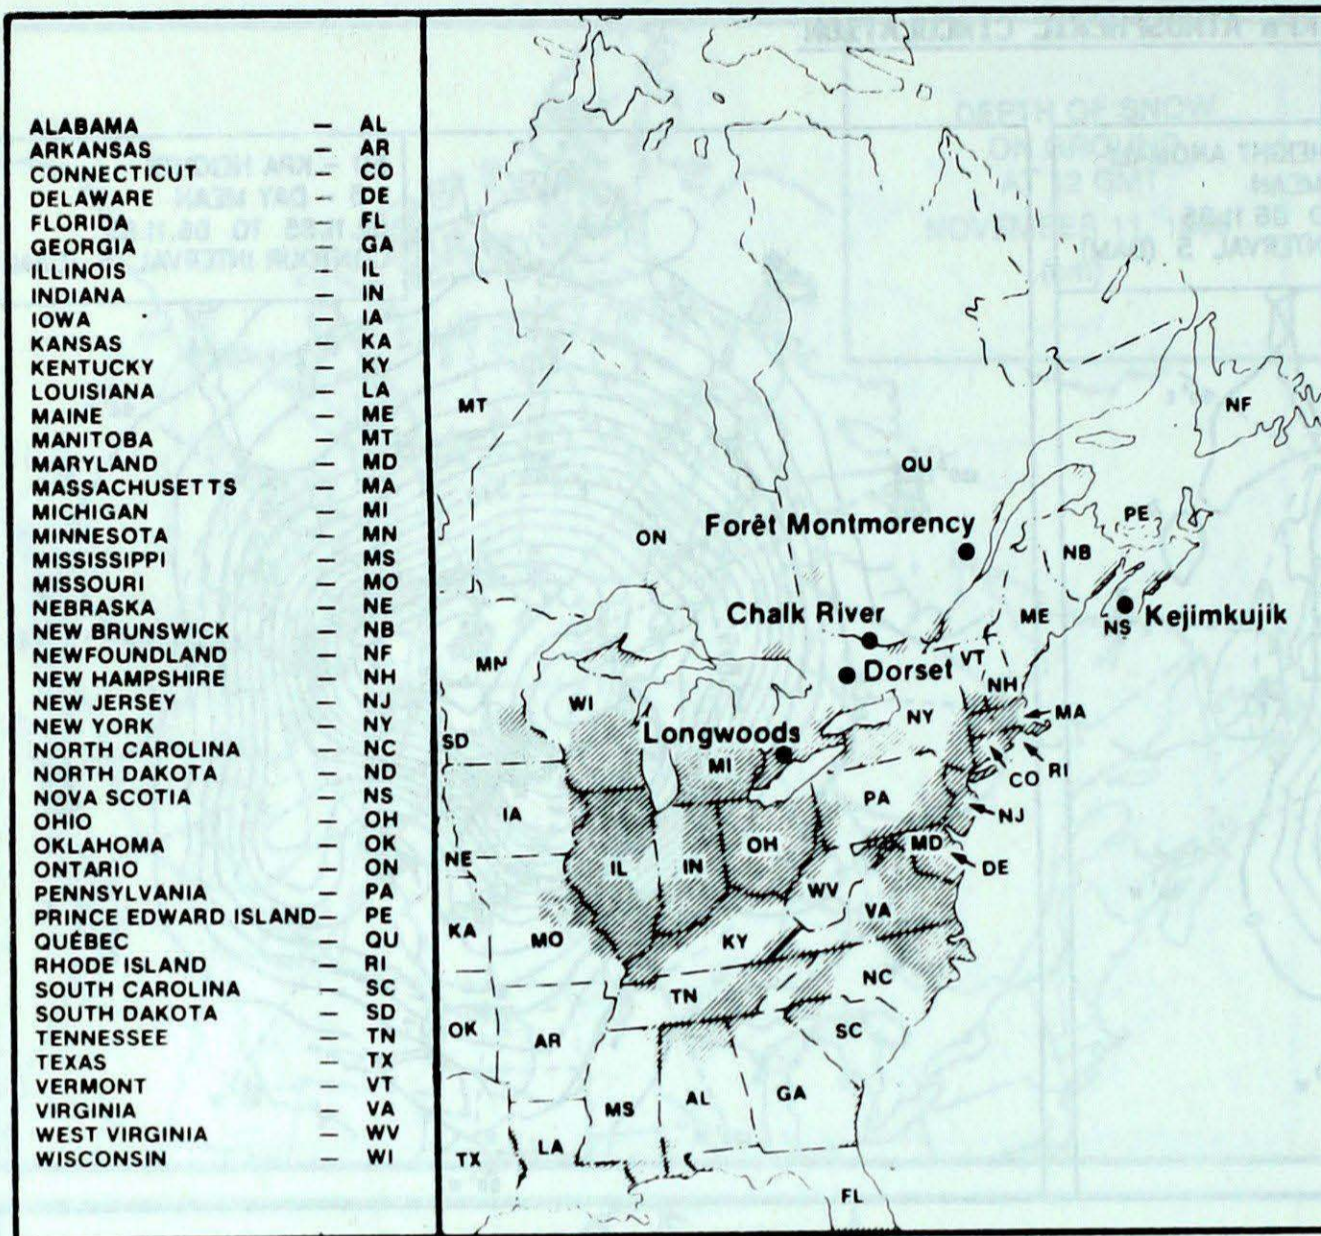 ALABAMA — AL
ARKANSAS — AR
CONNECTICUT — CO
DELAWARE — DE
FLORIDA — FL
GEORGIA — GA
ILLINOIS — IL
INDIANA — IN
IOWA — IA
KANSAS — KA
KENTUCKY — KY
LOUISIANA — LA
MAINE — ME
MANITOBA — MT
MARYLAND — MD
MASSACHUSETTS — MA
MICHIGAN — MI
MINNESOTA — MN
MISSISSIPPI — MS
MISSOURI — MO
NEBRASKA — NE
NEW BRUNSWICK — NB
NEWFOUNDLAND — NF
NEW HAMPSHIRE — NH
NEW JERSEY — NJ
NEW YORK — NY
NORTH CAROLINA — NC
NORTH DAKOTA — ND
NOVA SCOTIA — NS
OHIO — OH
OKLAHOMA — OK
ONTARIO — ON
PENNSYLVANIA — PA
PRINCE EDWARD ISLAND — PE
QUÉBEC — QU
RHODE ISLAND — RI
SOUTH CAROLINA — SC
SOUTH DAKOTA — SD
TENNESSEE — TN
TEXAS — TX
VERMONT — VT
VIRGINIA — VA
WEST VIRGINIA — WV
WISCONSIN — WI
MT
NF
QU
Forêt Montmorency
PE
ON
NB
Chalk River
ME
NS
Kejimkujik
MN
Dorset
VT
NH
WI
NY
MA
SD
Longwoods
MI
CO
RI
IA
PA
NJ
NE
IL
IN
OH
MD
DE
WV
VA
KA
MO
KY
NC
TN
OK
AR
SC
MS
AL
GA
TX
LA
FL